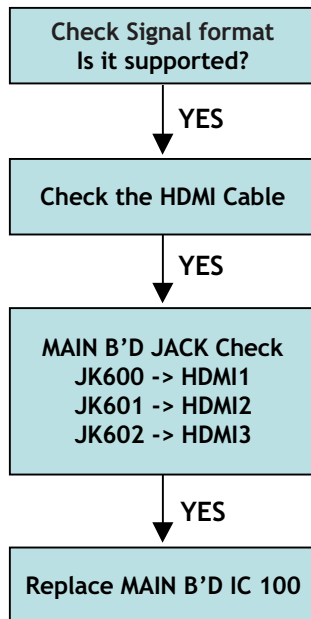 Check Signal format
Is it supported?
YES
Check the HDMI Cable
YES
MAIN B'D JACK Check
JK600 -> HDMI1
JK601 -> HDMI2
JK602 -> HDMI3
YES
Replace MAIN B'D IC 100